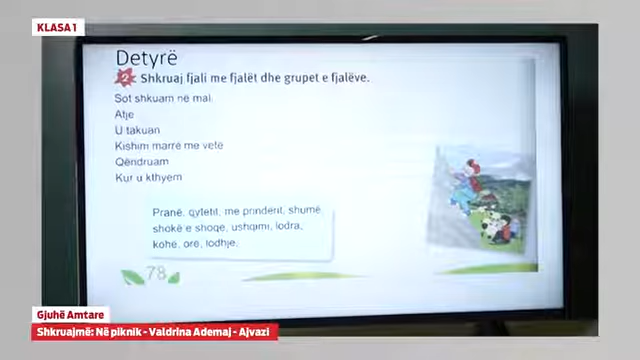 KLASA 1
Detyrë
2 Shkruaj fjali me fjalët dhe grupet e fjalëve.
Sot shkuam në mal.
Atje
U takuan
Kishim marrë me vete
Qëndruam
Kur u kthyem
Pranë, qytetit, me prindërit, shumë
shokë e shoqe, ushqimi, lodra,
kohë, orë, lodhje.
78
Gjuhë Amtare
Shkruajmë: Në piknik - Valdrina Ademaj - Ajvazi